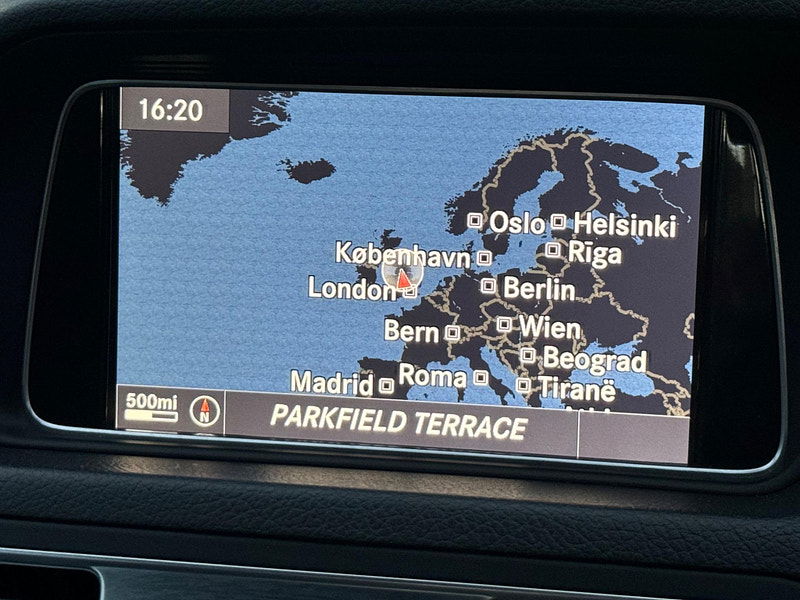 16:20
Oslo
Helsinki
København
Rīga
London
Berlin
Bern
Wien
Beograd
Madrid
Roma
Tiranë
500mi
N
PARKFIELD TERRACE